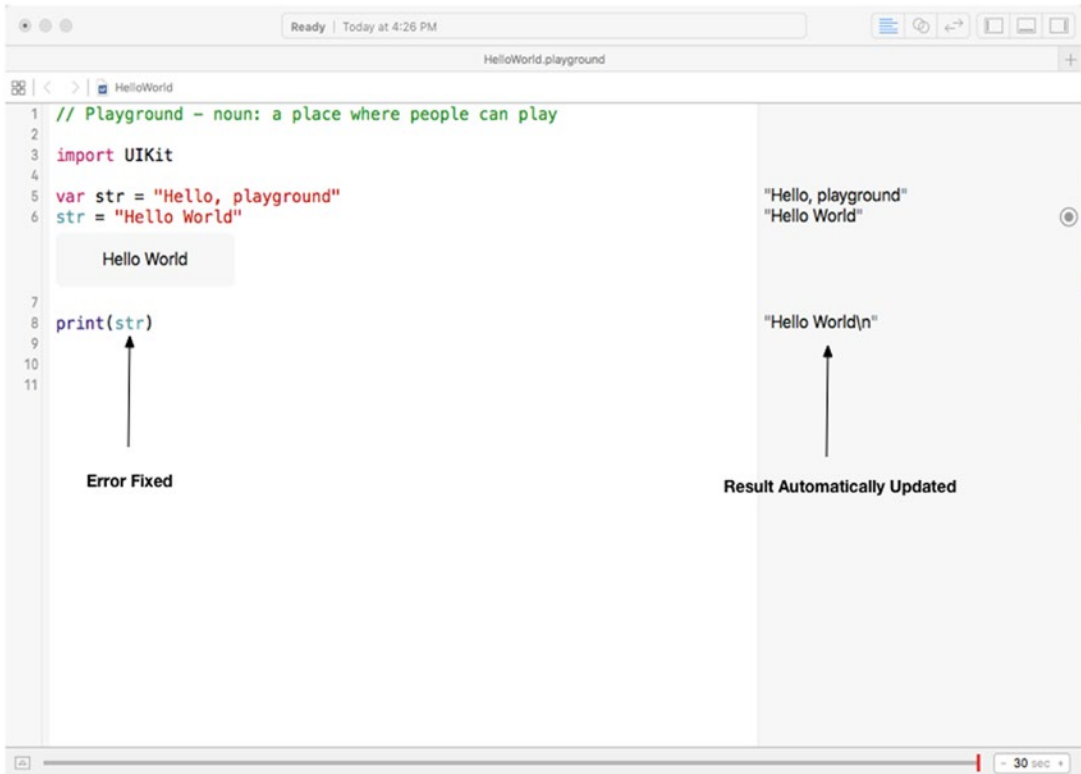 Ready | Today at 4:26 PM
HelloWorld.playground
HelloWorld
1 // Playground – noun: a place where people can play
2
3 import UIKit
4
5 var str = "Hello, playground" "Hello, playground"
6 str = "Hello World" "Hello World"
Hello World
7
8 print(str) "Hello World\n"
9
10
11
Error Fixed
Result Automatically Updated
- 30 sec +